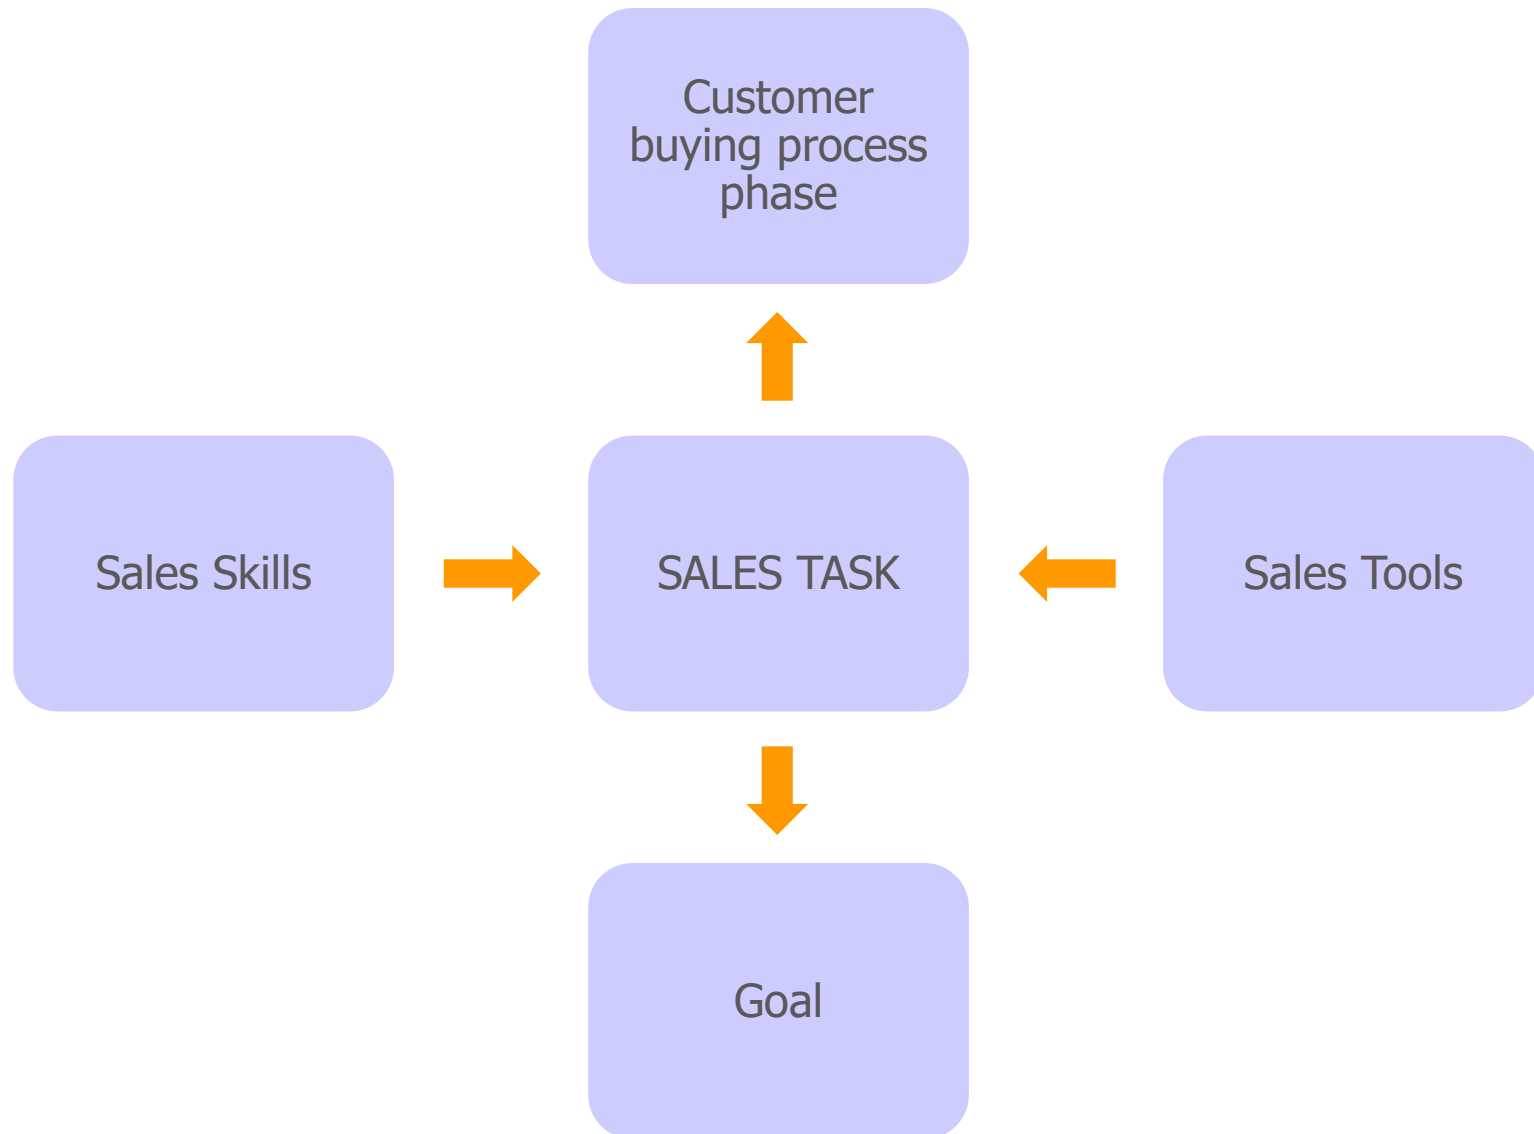 Customer
buying process
phase
Sales Skills
SALES TASK
Sales Tools
Goal